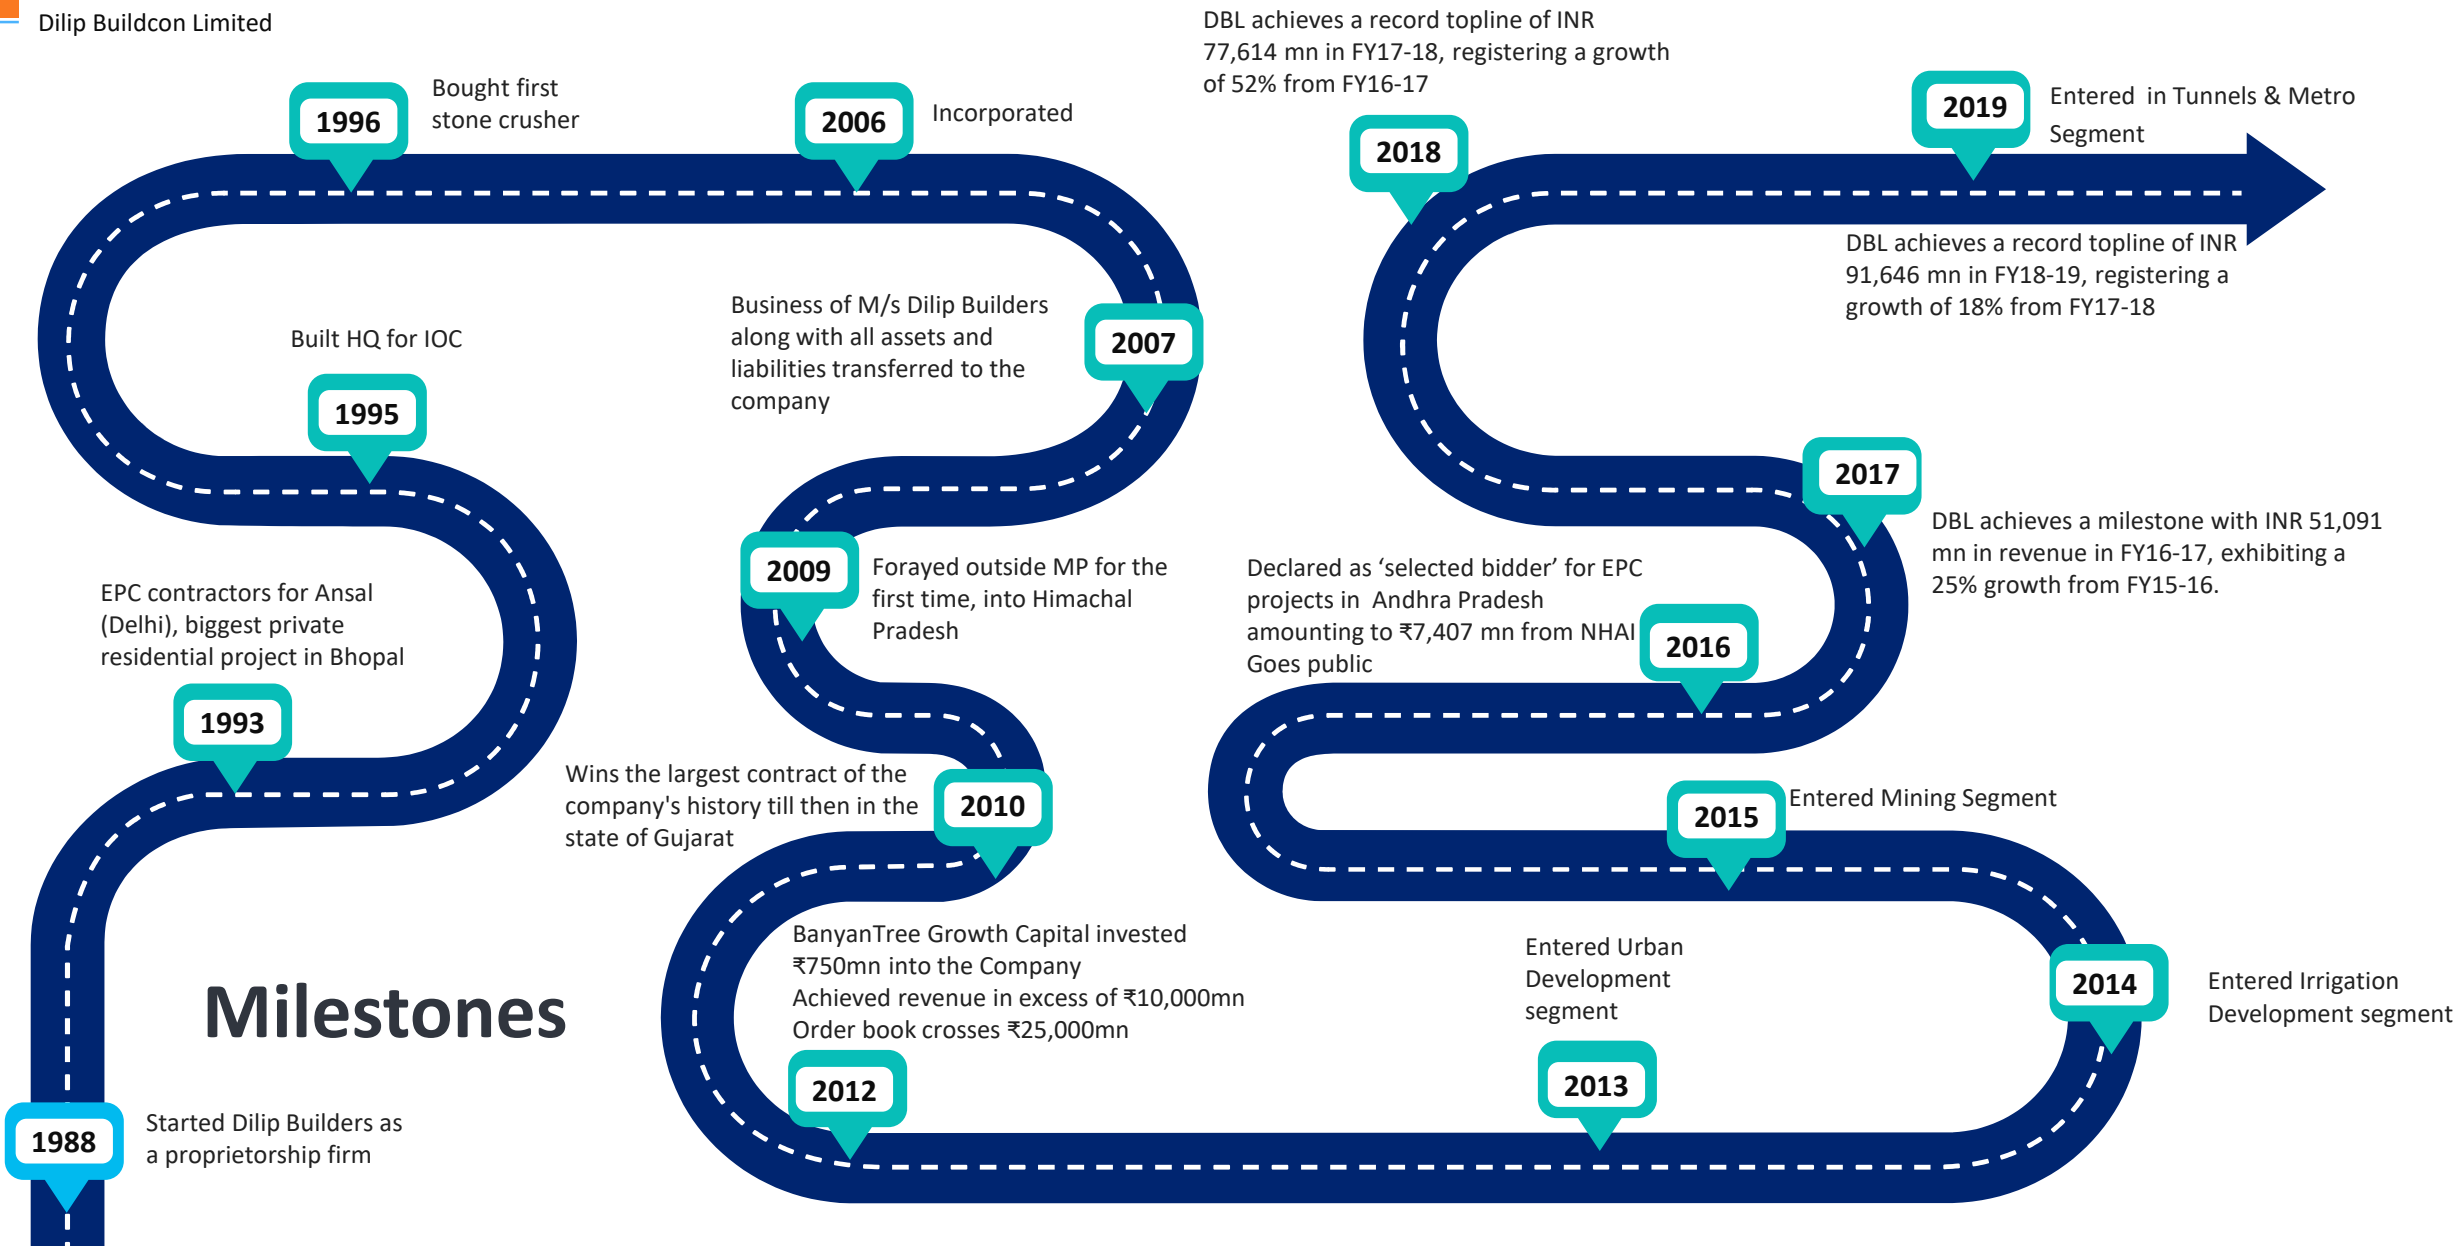 Dilip Buildcon Limited
Milestones
1988
Started Dilip Builders as
a proprietorship firm
1993
EPC contractors for Ansal
(Delhi), biggest private
residential project in Bhopal
1995
Built HQ for IOC
1996
Bought first
stone crusher
2006
Incorporated
2007
Business of M/s Dilip Builders
along with all assets and
liabilities transferred to the
company
2009
Forayed outside MP for the
first time, into Himachal
Pradesh
2010
Wins the largest contract of the
company's history till then in the
state of Gujarat
2012
BanyanTree Growth Capital invested
₹750mn into the Company
Achieved revenue in excess of ₹10,000mn
Order book crosses ₹25,000mn
2013
Entered Urban
Development
segment
2014
Entered Irrigation
Development segment
2015
Entered Mining Segment
2016
Declared as ‘selected bidder’ for EPC
projects in Andhra Pradesh
amounting to ₹7,407 mn from NHAI
Goes public
2017
DBL achieves a milestone with INR 51,091
mn in revenue in FY16-17, exhibiting a
25% growth from FY15-16.
2018
DBL achieves a record topline of INR
77,614 mn in FY17-18, registering a growth
of 52% from FY16-17
2019
Entered in Tunnels & Metro
Segment
DBL achieves a record topline of INR
91,646 mn in FY18-19, registering a
growth of 18% from FY17-18